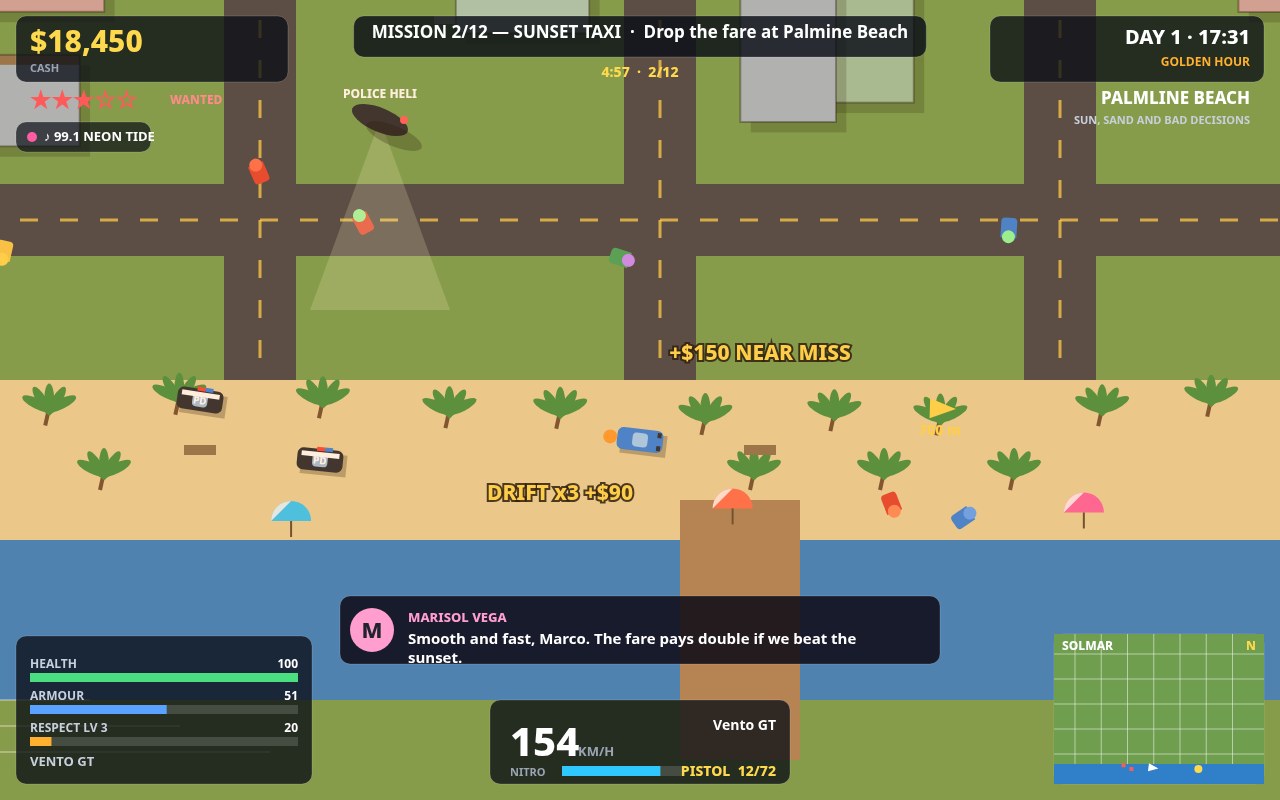 $18,450
CASH
★★★☆☆ WANTED
♪ 99.1 NEON TIDE
MISSION 2/12 — SUNSET TAXI · Drop the fare at Palmine Beach
4:57 · 2/12
DAY 1 · 17:31
GOLDEN HOUR
PALMLINE BEACH
SUN, SAND AND BAD DECISIONS
POLICE HELI
+$150 NEAR MISS
PD
PD
DRIFT x3 +$90
MARISOL VEGA
M
Smooth and fast, Marco. The fare pays double if we beat the
sunset.
HEALTH 100
ARMOUR 51
RESPECT LV 3 20
VENTO GT
Vento GT
154 KM/H
NITRO
PISTOL 12/72
SOLMAR N